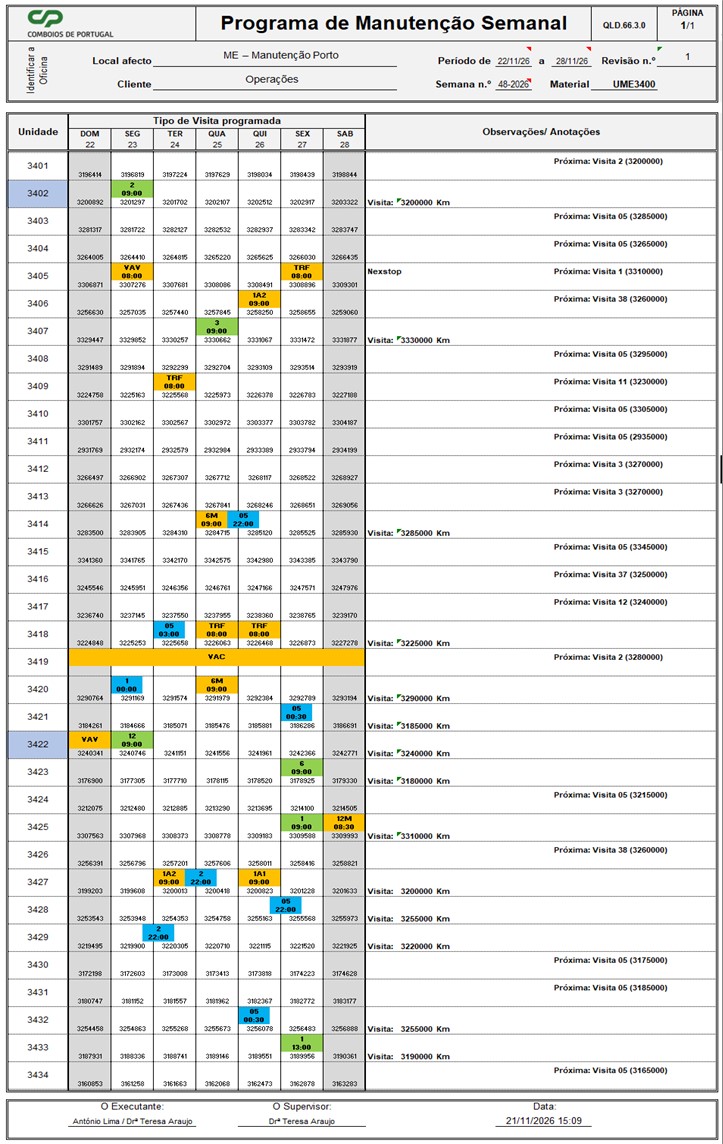 CP
COMBOIOS DE PORTUGAL
Programa de Manutenção Semanal
QLD.66.3.0
PÁGINA
1/1
Identificar a Oficina
Local afecto ME – Manutenção Porto
Período de 22/11/26 a 28/11/26 Revisão n.º 1
Cliente Operações
Semana n.º 48-2026 Material UME3400
Unidade
Tipo de Visita programada
Observações/ Anotações
DOM SEG TER QUA QUI SEX SAB
22 23 24 25 26 27 28
3401 Próxima: Visita 2 (3200000)
3196414 3196819 3197224 3197629 3198034 3198439 3198844
3402 2 09:00
3200892 3201297 3201702 3202107 3202512 3202917 3203322 Visita: 3200000 Km
3403 Próxima: Visita 05 (3285000)
3281317 3281722 3282127 3282532 3282937 3283342 3283747
3404 Próxima: Visita 05 (3265000)
3264005 3264410 3264815 3265220 3265625 3266030 3266435
3405 VAV 08:00 TRF 08:00 Nexstop Próxima: Visita 1 (3310000)
3306871 3307276 3307681 3308086 3308491 3308896 3309301
3406 1A2 09:00 Próxima: Visita 38 (3260000)
3256630 3257035 3257440 3257845 3258250 3258655 3259060
3407 3 09:00
3329447 3329852 3330257 3330662 3331067 3331472 3331877 Visita: 3330000 Km
3408 Próxima: Visita 05 (3295000)
3291489 3291894 3292299 3292704 3293109 3293514 3293919
3409 TRF 08:00 Próxima: Visita 11 (3230000)
3224758 3225163 3225568 3225973 3226378 3226783 3227188
3410 Próxima: Visita 05 (3305000)
3301757 3302162 3302567 3302972 3303377 3303782 3304187
3411 Próxima: Visita 05 (2935000)
2931769 2932174 2932579 2932984 2933389 2933794 2934199
3412 Próxima: Visita 3 (3270000)
3266497 3266902 3267307 3267712 3268117 3268522 3268927
3413 Próxima: Visita 3 (3270000)
3266626 3267031 3267436 3267841 3268246 3268651 3269056
3414 6M 09:00 05 22:00
3283500 3283905 3284310 3284715 3285120 3285525 3285930 Visita: 3285000 Km
3415 Próxima: Visita 05 (3345000)
3341360 3341765 3342170 3342575 3342980 3343385 3343790
3416 Próxima: Visita 37 (3250000)
3245546 3245951 3246356 3246761 3247166 3247571 3247976
3417 Próxima: Visita 12 (3240000)
3236740 3237145 3237550 3237955 3238360 3238765 3239170
3418 05 03:00 TRF 08:00 TRF 08:00
3224848 3225253 3225658 3226063 3226468 3226873 3227278 Visita: 3225000 Km
3419 VAC Próxima: Visita 2 (3280000)
3420 1 00:00 6M 09:00
3290764 3291169 3291574 3291979 3292384 3292789 3293194 Visita: 3290000 Km
3421 05 00:30
3184261 3184666 3185071 3185476 3185881 3186286 3186691 Visita: 3185000 Km
3422 VAV 12 09:00
3240341 3240746 3241151 3241556 3241961 3242366 3242771 Visita: 3240000 Km
3423 6 09:00
3176900 3177305 3177710 3178115 3178520 3178925 3179330 Visita: 3180000 Km
3424 Próxima: Visita 05 (3215000)
3212075 3212480 3212885 3213290 3213695 3214100 3214505
3425 1 09:00 12M 08:30
3307563 3307968 3308373 3308778 3309183 3309588 3309993 Visita: 3310000 Km
3426 Próxima: Visita 38 (3260000)
3256391 3256796 3257201 3257606 3258011 3258416 3258821
3427 1A2 09:00 2 22:00 1A1 09:00
3199203 3199608 3200013 3200418 3200823 3201228 3201633 Visita: 3200000 Km
3428 05 22:00
3253543 3253948 3254353 3254758 3255163 3255568 3255973 Visita: 3255000 Km
3429 2 22:00
3219495 3219900 3220305 3220710 3221115 3221520 3221925 Visita: 3220000 Km
3430 Próxima: Visita 05 (3175000)
3172198 3172603 3173008 3173413 3173818 3174223 3174628
3431 Próxima: Visita 05 (3185000)
3180747 3181152 3181557 3181962 3182367 3182772 3183177
3432 05 00:30
3254458 3254863 3255268 3255673 3256078 3256483 3256888 Visita: 3255000 Km
3433 1 13:00
3187931 3188336 3188741 3189146 3189551 3189956 3190361 Visita: 3190000 Km
3434 Próxima: Visita 05 (3165000)
3160853 3161258 3161663 3162068 3162473 3162878 3163283
O Executante: O Supervisor: Data:
António Lima / Drª Teresa Araujo Drª Teresa Araujo 21/11/2026 15:09